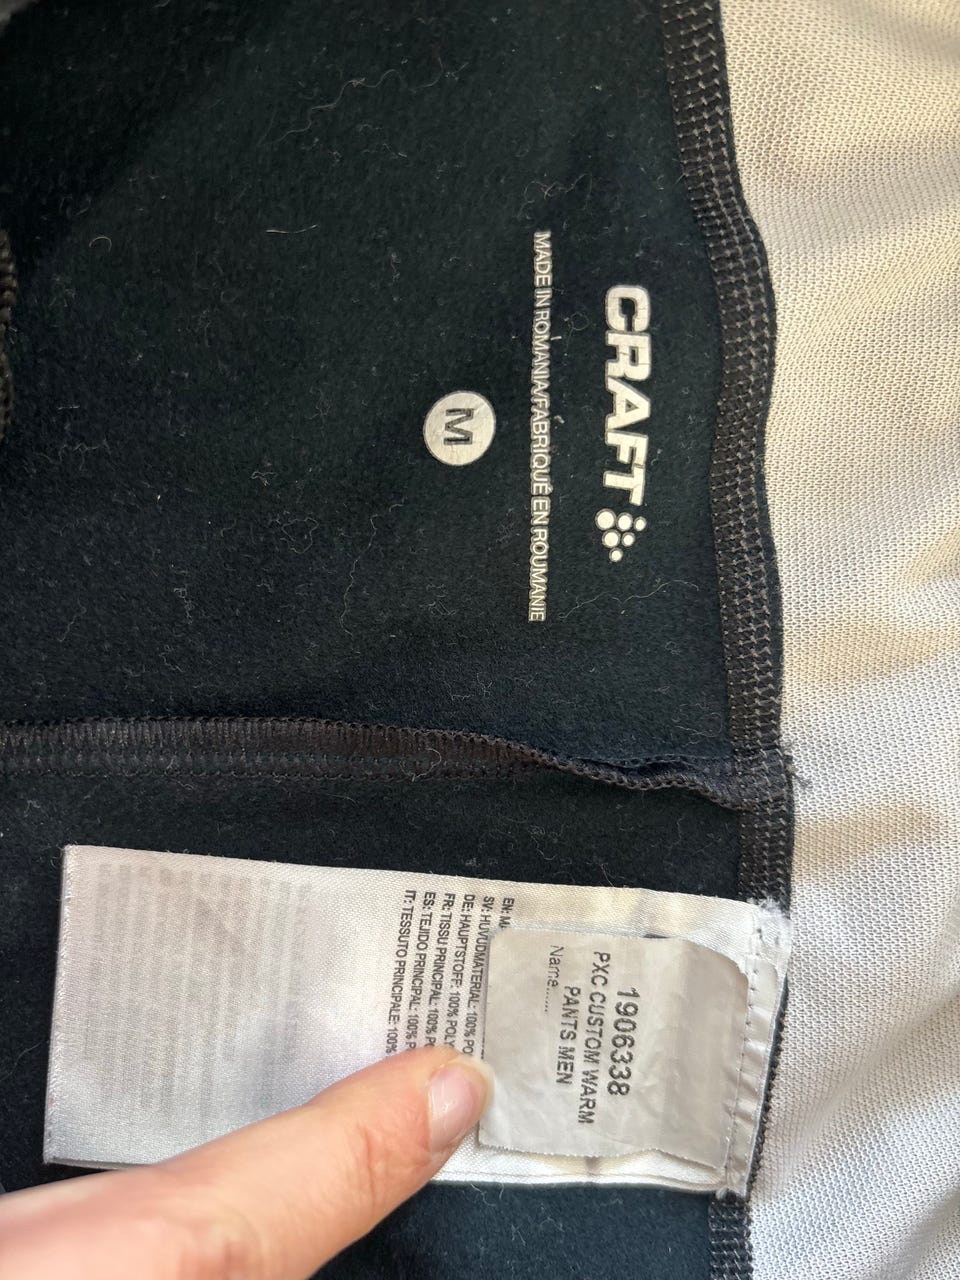 CRAFT
MADE IN ROMANIA/FABRIQUÉ EN ROUMANIE
M
1906338
PXC CUSTOM WARM
PANTS MEN
Name......
EN:
SV: HUVUDMATERIAL: 100%
DE: HAUPTSTOFF: 100% POLY
FR: TISSU PRINCIPAL: 100%
ES: TEJIDO PRINCIPAL: 100% P
IT: TESSUTO PRINCIPALE: 100%